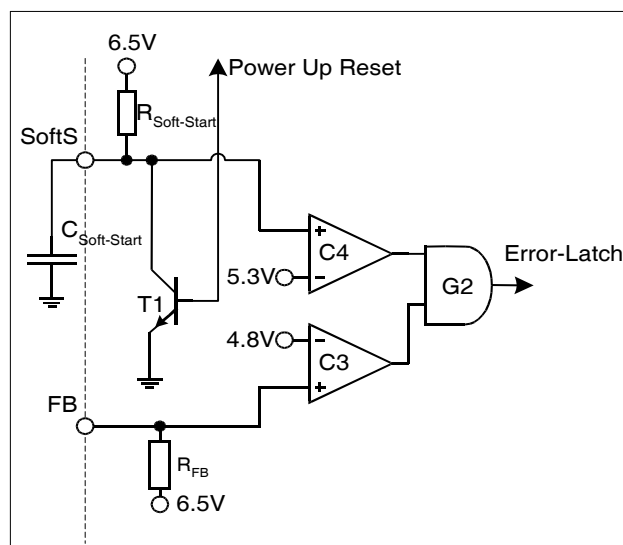 6.5V
Power Up Reset
R Soft-Start
SoftS
C Soft-Start
+
C4
5.3V
-
Error-Latch
G2
T1
4.8V
-
C3
+
FB
R FB
6.5V